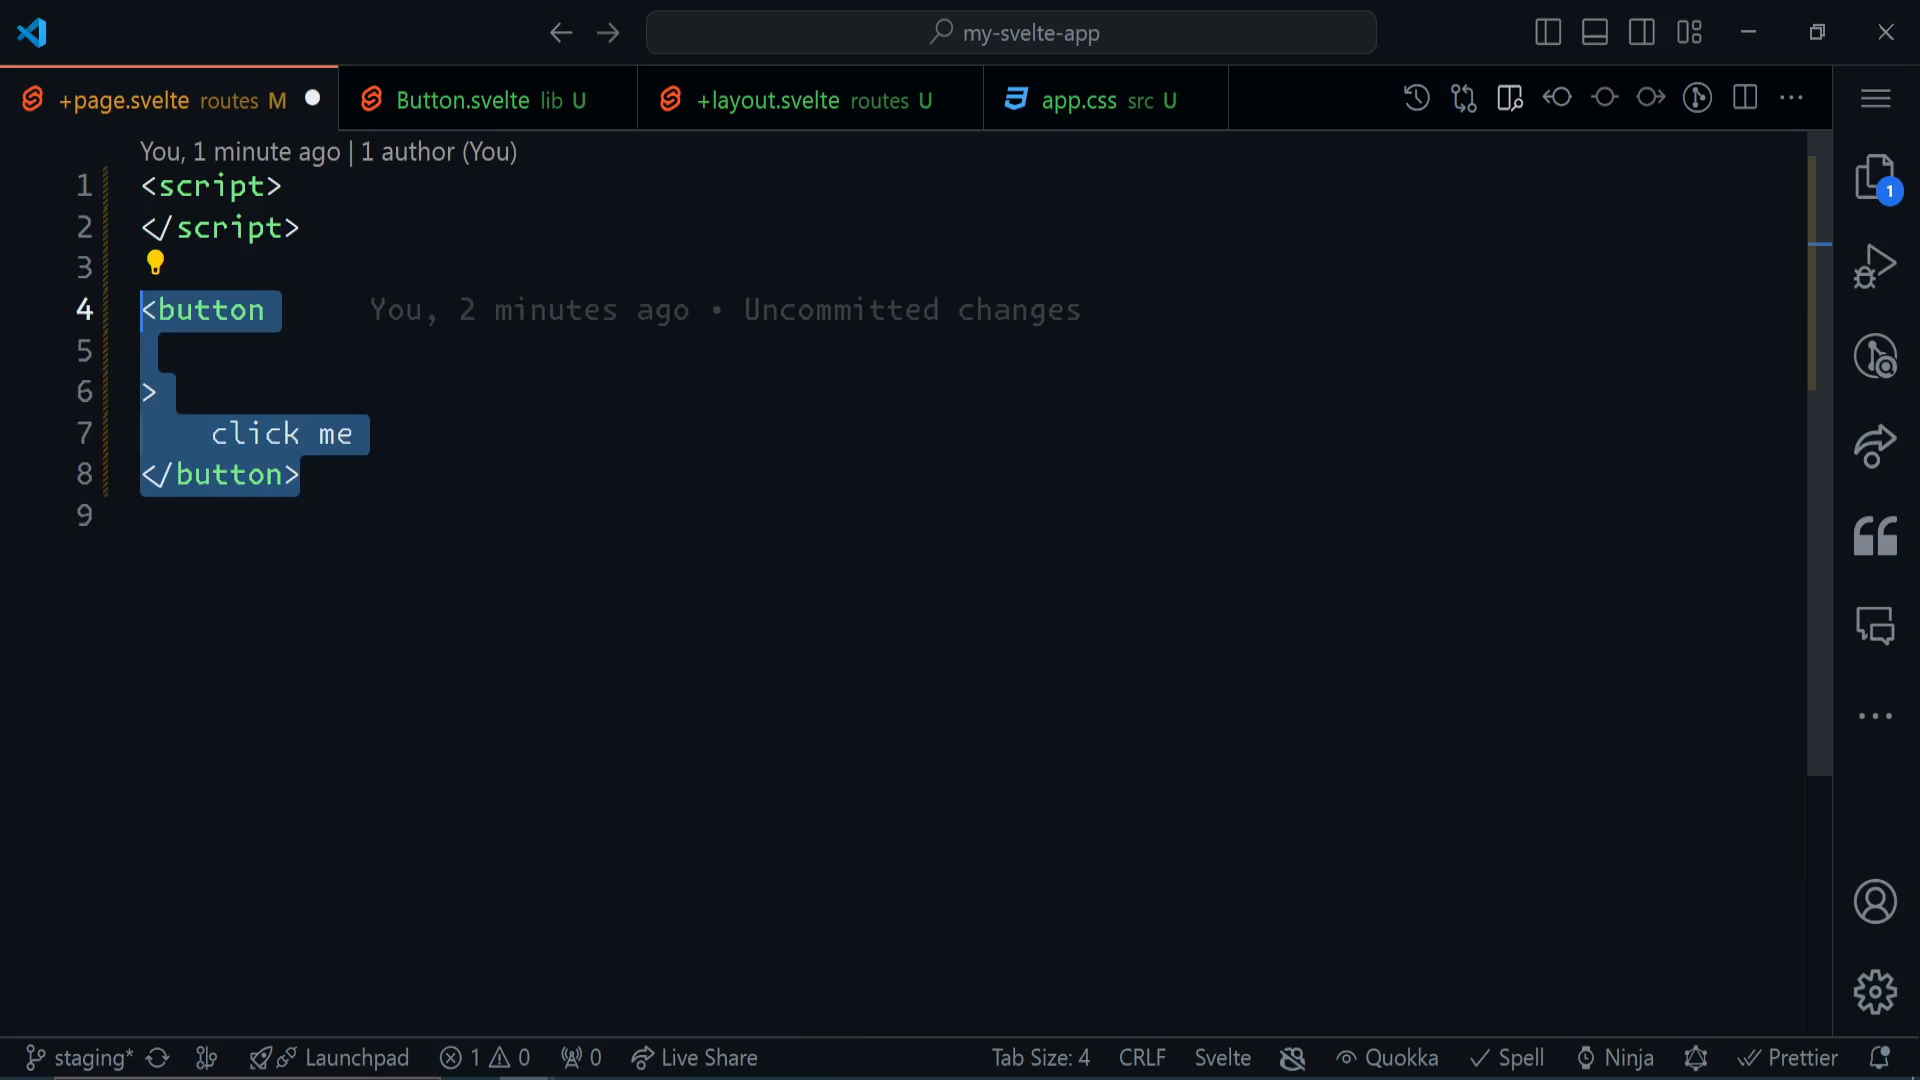 my-svelte-app
+page.svelte routes M
Button.svelte lib U
+layout.svelte routes U
app.css src U
You, 1 minute ago | 1 author (You)
1 <script>
2 </script>
3
4 <button You, 2 minutes ago • Uncommitted changes
5
6 >
7 click me
8 </button>
9
1
staging* Launchpad 1 0 0 Live Share Tab Size: 4 CRLF Svelte Quokka Spell Ninja Prettier